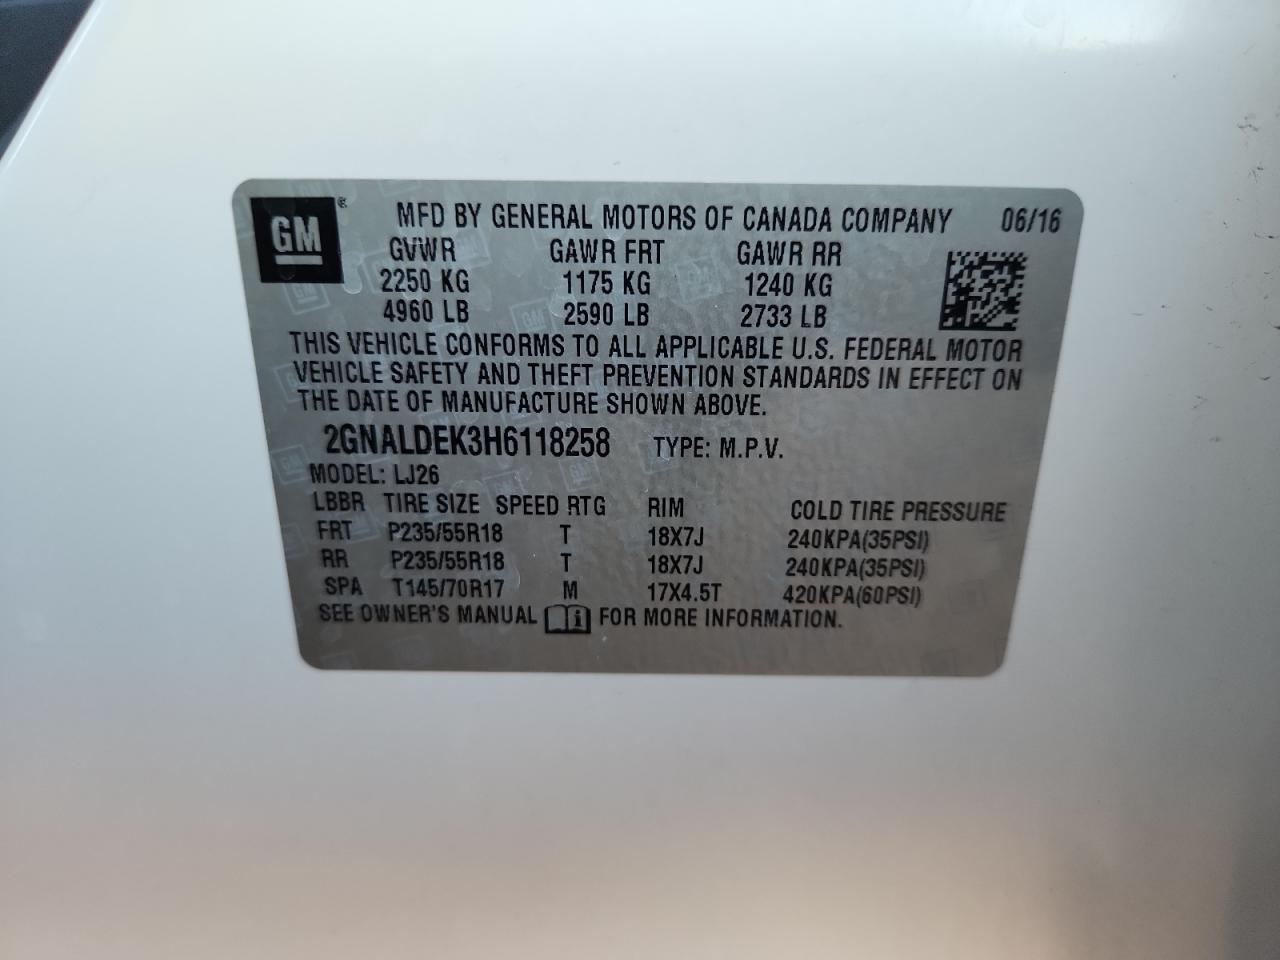 GM ® MFD BY GENERAL MOTORS OF CANADA COMPANY 06/16
GVWR GAWR FRT GAWR RR
2250 KG 1175 KG 1240 KG
4960 LB 2590 LB 2733 LB
THIS VEHICLE CONFORMS TO ALL APPLICABLE U.S. FEDERAL MOTOR
VEHICLE SAFETY AND THEFT PREVENTION STANDARDS IN EFFECT ON
THE DATE OF MANUFACTURE SHOWN ABOVE.
2GNALDEK3H6118258 TYPE: M.P.V.
MODEL: LJ26
LBBR TIRE SIZE SPEED RTG RIM COLD TIRE PRESSURE
FRT P235/55R18 T 18X7J 240KPA(35PSI)
RR P235/55R18 T 18X7J 240KPA(35PSI)
SPA T145/70R17 M 17X4.5T 420KPA(60PSI)
SEE OWNER'S MANUAL i FOR MORE INFORMATION.